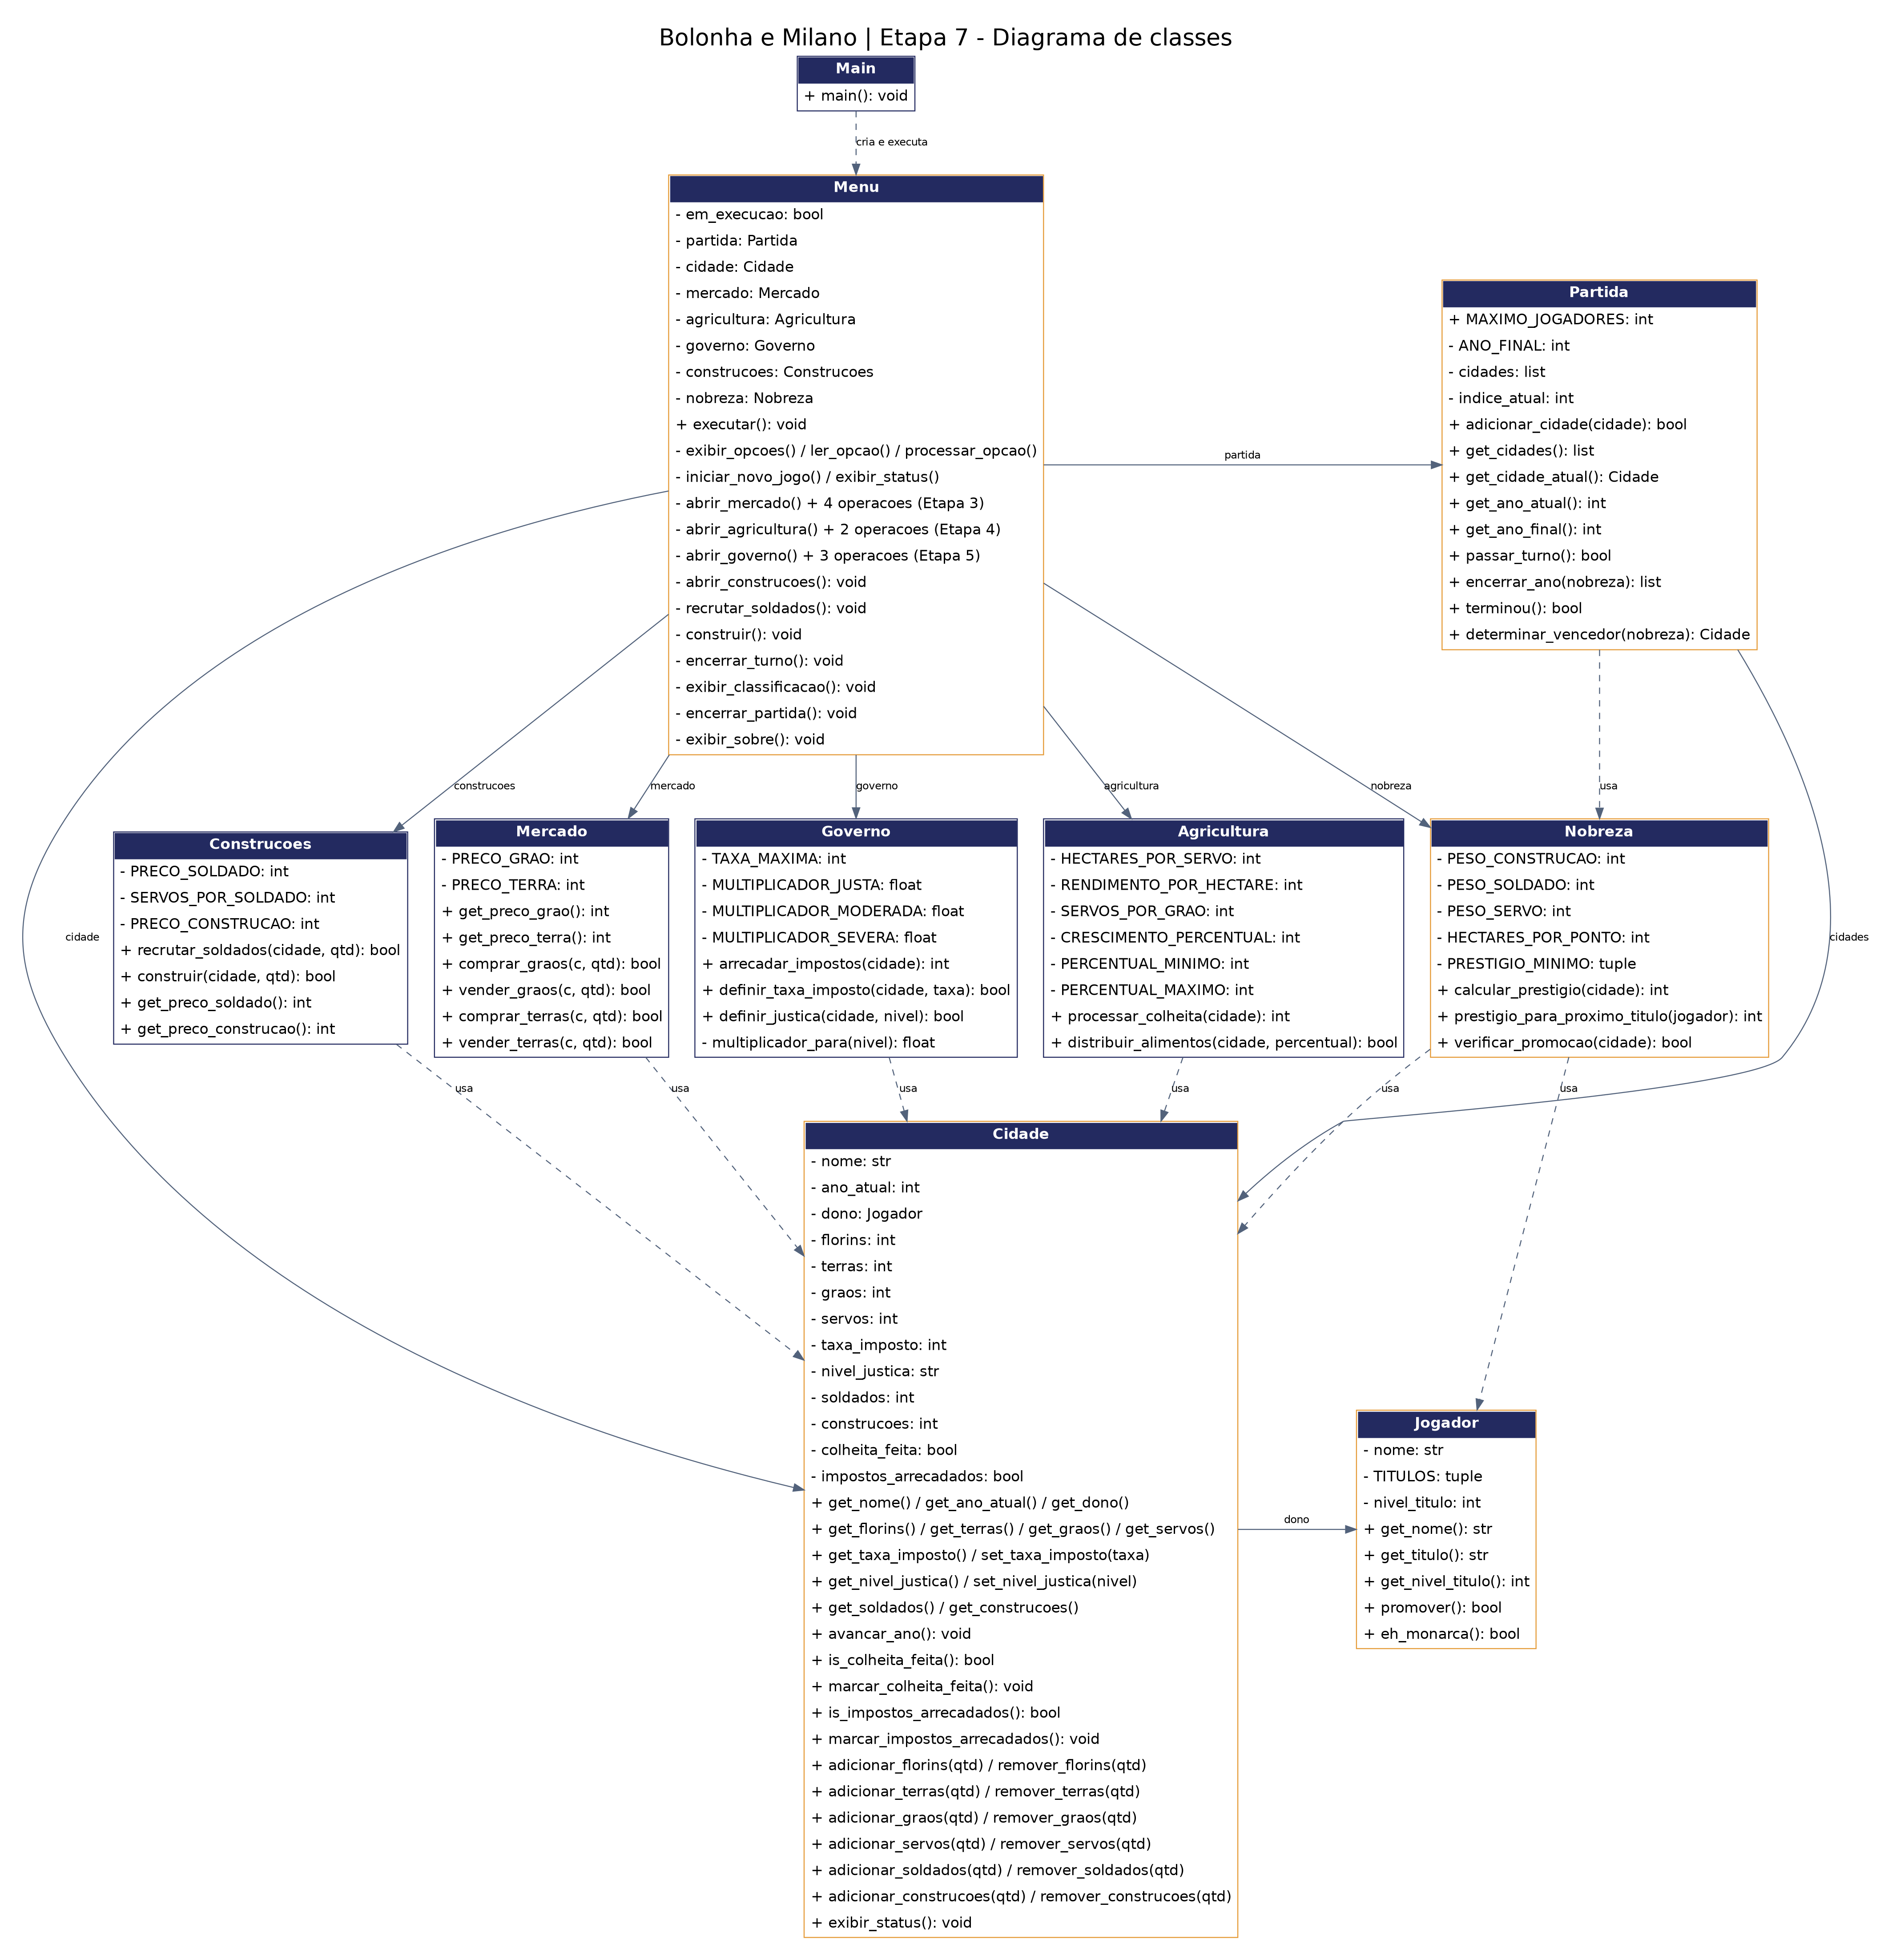 Bolonha e Milano | Etapa 7 - Diagrama de classes
Main
+ main(): void
cria e executa
Menu
- em_execucao: bool
- partida: Partida
- cidade: Cidade
- mercado: Mercado
- agricultura: Agricultura
- governo: Governo
- construcoes: Construcoes
- nobreza: Nobreza
+ executar(): void
- exibir_opcoes() / ler_opcao() / processar_opcao()
- iniciar_novo_jogo() / exibir_status()
- abrir_mercado() + 4 operacoes (Etapa 3)
- abrir_agricultura() + 2 operacoes (Etapa 4)
- abrir_governo() + 3 operacoes (Etapa 5)
- abrir_construcoes(): void
- recrutar_soldados(): void
- construir(): void
- encerrar_turno(): void
- exibir_classificacao(): void
- encerrar_partida(): void
- exibir_sobre(): void
partida
Partida
+ MAXIMO_JOGADORES: int
- ANO_FINAL: int
- cidades: list
- indice_atual: int
+ adicionar_cidade(cidade): bool
+ get_cidades(): list
+ get_cidade_atual(): Cidade
+ get_ano_atual(): int
+ get_ano_final(): int
+ passar_turno(): bool
+ encerrar_ano(nobreza): list
+ terminou(): bool
+ determinar_vencedor(nobreza): Cidade
construcoes
mercado
governo
agricultura
nobreza
usa
cidade
Construcoes
- PRECO_SOLDADO: int
- SERVOS_POR_SOLDADO: int
- PRECO_CONSTRUCAO: int
+ recrutar_soldados(cidade, qtd): bool
+ construir(cidade, qtd): bool
+ get_preco_soldado(): int
+ get_preco_construcao(): int
Mercado
- PRECO_GRAO: int
- PRECO_TERRA: int
+ get_preco_grao(): int
+ get_preco_terra(): int
+ comprar_graos(c, qtd): bool
+ vender_graos(c, qtd): bool
+ comprar_terras(c, qtd): bool
+ vender_terras(c, qtd): bool
Governo
- TAXA_MAXIMA: int
- MULTIPLICADOR_JUSTA: float
- MULTIPLICADOR_MODERADA: float
- MULTIPLICADOR_SEVERA: float
+ arrecadar_impostos(cidade): int
+ definir_taxa_imposto(cidade, taxa): bool
+ definir_justica(cidade, nivel): bool
- multiplicador_para(nivel): float
Agricultura
- HECTARES_POR_SERVO: int
- RENDIMENTO_POR_HECTARE: int
- SERVOS_POR_GRAO: int
- CRESCIMENTO_PERCENTUAL: int
- PERCENTUAL_MINIMO: int
- PERCENTUAL_MAXIMO: int
+ processar_colheita(cidade): int
+ distribuir_alimentos(cidade, percentual): bool
Nobreza
- PESO_CONSTRUCAO: int
- PESO_SOLDADO: int
- PESO_SERVO: int
- HECTARES_POR_PONTO: int
- PRESTIGIO_MINIMO: tuple
+ calcular_prestigio(cidade): int
+ prestigio_para_proximo_titulo(jogador): int
+ verificar_promocao(cidade): bool
cidades
usa
usa
usa
usa
usa
usa
Cidade
- nome: str
- ano_atual: int
- dono: Jogador
- florins: int
- terras: int
- graos: int
- servos: int
- taxa_imposto: int
- nivel_justica: str
- soldados: int
- construcoes: int
- colheita_feita: bool
- impostos_arrecadados: bool
+ get_nome() / get_ano_atual() / get_dono()
+ get_florins() / get_terras() / get_graos() / get_servos()
+ get_taxa_imposto() / set_taxa_imposto(taxa)
+ get_nivel_justica() / set_nivel_justica(nivel)
+ get_soldados() / get_construcoes()
+ avancar_ano(): void
+ is_colheita_feita(): bool
+ marcar_colheita_feita(): void
+ is_impostos_arrecadados(): bool
+ marcar_impostos_arrecadados(): void
+ adicionar_florins(qtd) / remover_florins(qtd)
+ adicionar_terras(qtd) / remover_terras(qtd)
+ adicionar_graos(qtd) / remover_graos(qtd)
+ adicionar_servos(qtd) / remover_servos(qtd)
+ adicionar_soldados(qtd) / remover_soldados(qtd)
+ adicionar_construcoes(qtd) / remover_construcoes(qtd)
+ exibir_status(): void
dono
Jogador
- nome: str
- TITULOS: tuple
- nivel_titulo: int
+ get_nome(): str
+ get_titulo(): str
+ get_nivel_titulo(): int
+ promover(): bool
+ eh_monarca(): bool